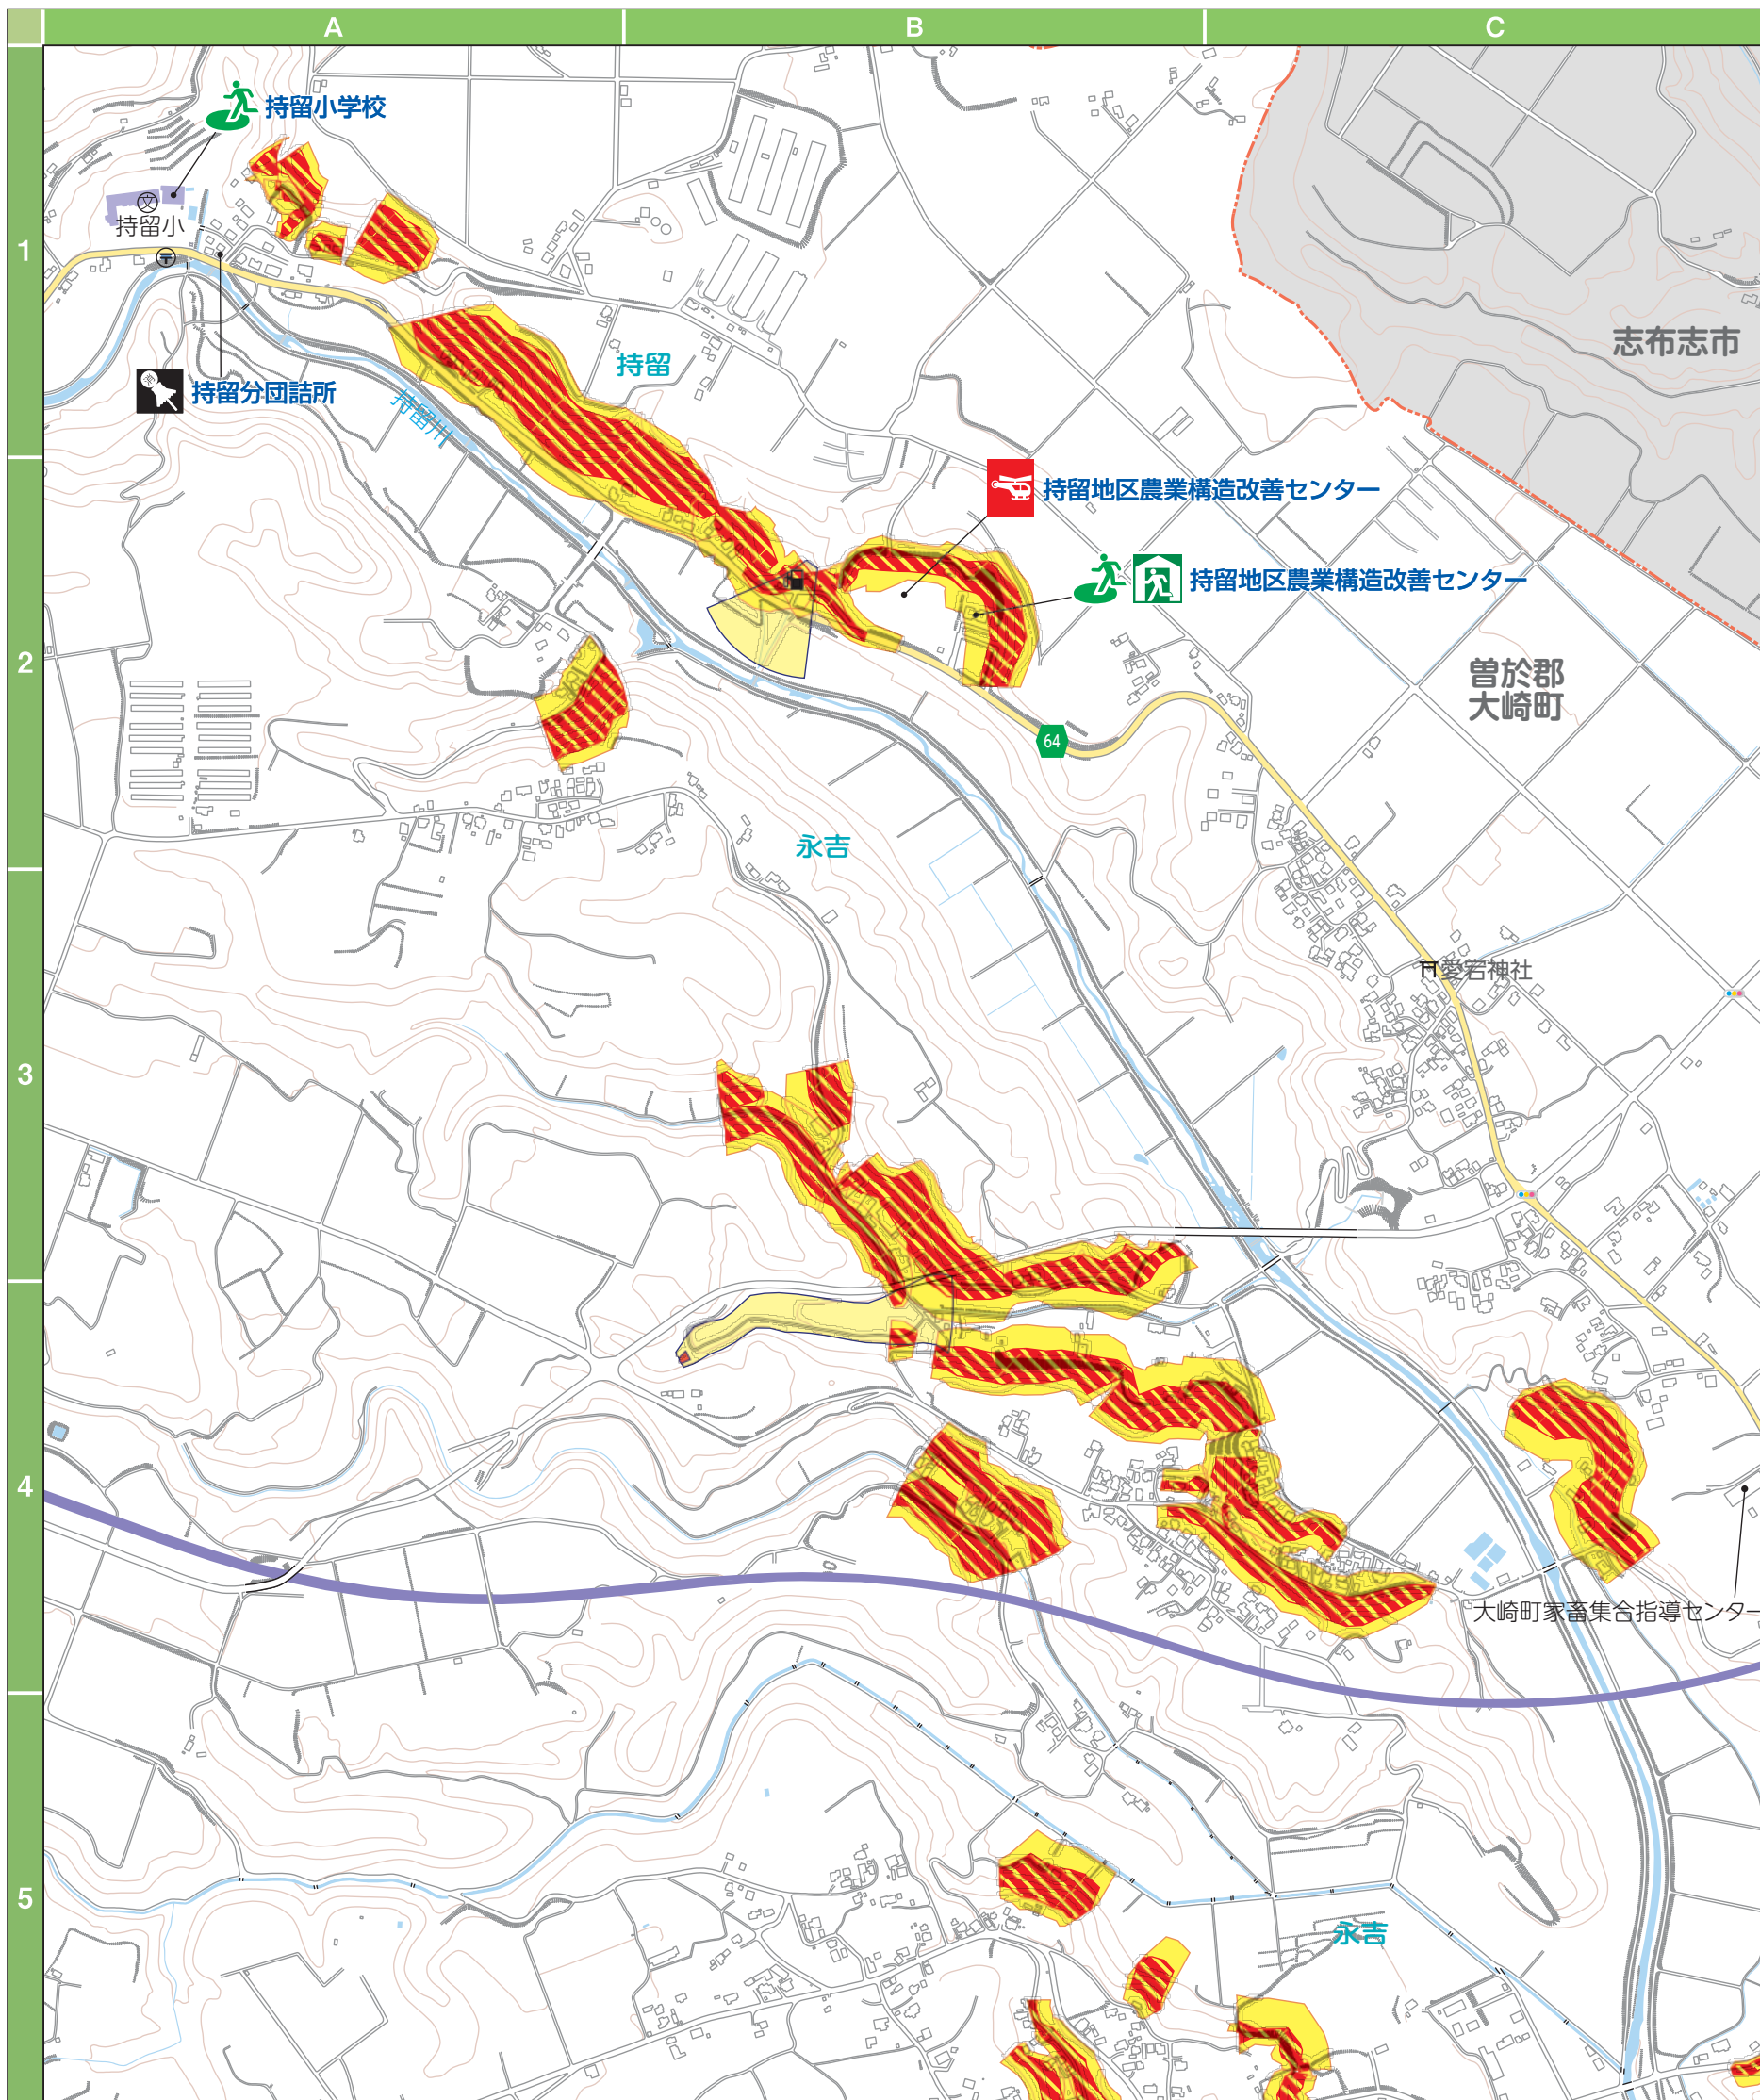 A
B
C
1
2
3
4
5
持留小学校
文
持留小
持留分団詰所
持留川
持留
志布志市
持留地区農業構造改善センター
持留地区農業構造改善センター
曽於郡
大崎町
64
永吉
愛宕神社
大崎町家畜集合指導センター
永吉